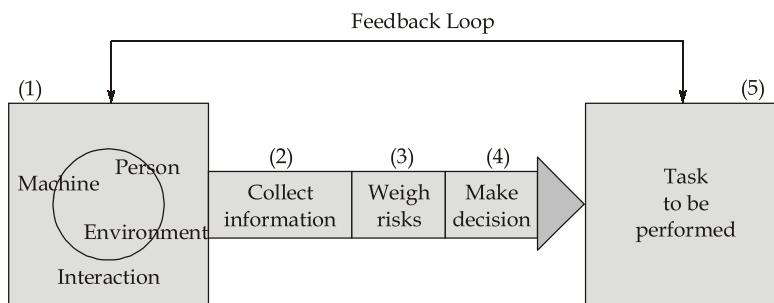 Feedback Loop
(1)
(5)
(2)
(3)
(4)
Person
Machine
Environment
Interaction
Collect
information
Weigh
risks
Make
decision
Task
to be
performed